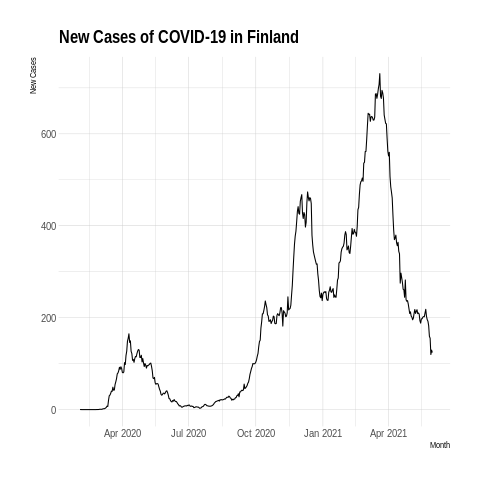 New Cases of COVID-19 in Finland
New Cases
600
400
200
0
Apr 2020 Jul 2020 Oct 2020 Jan 2021 Apr 2021
Month